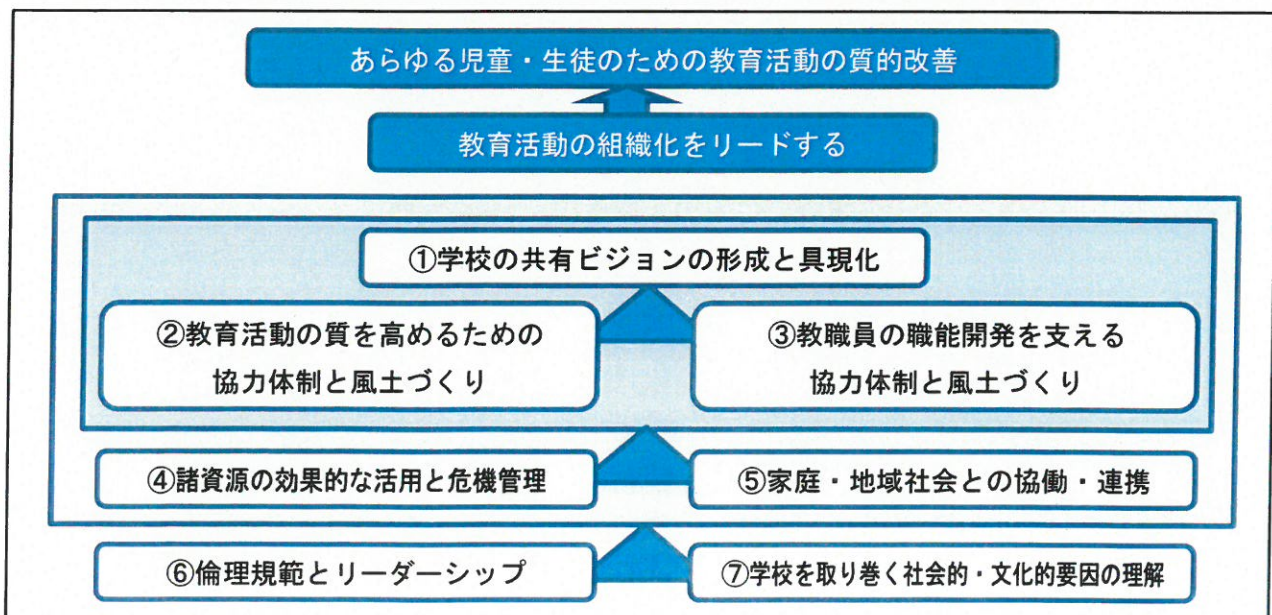 あらゆる児童・生徒のための教育活動の質的改善
教育活動の組織化をリードする
①学校の共有ビジョンの形成と具現化
②教育活動の質を高めるための
協力体制と風土づくり
③教職員の職能開発を支える
協力体制と風土づくり
④諸資源の効果的な活用と危機管理
⑤家庭・地域社会との協働・連携
⑥倫理規範とリーダーシップ
⑦学校を取り巻く社会的・文化的要因の理解